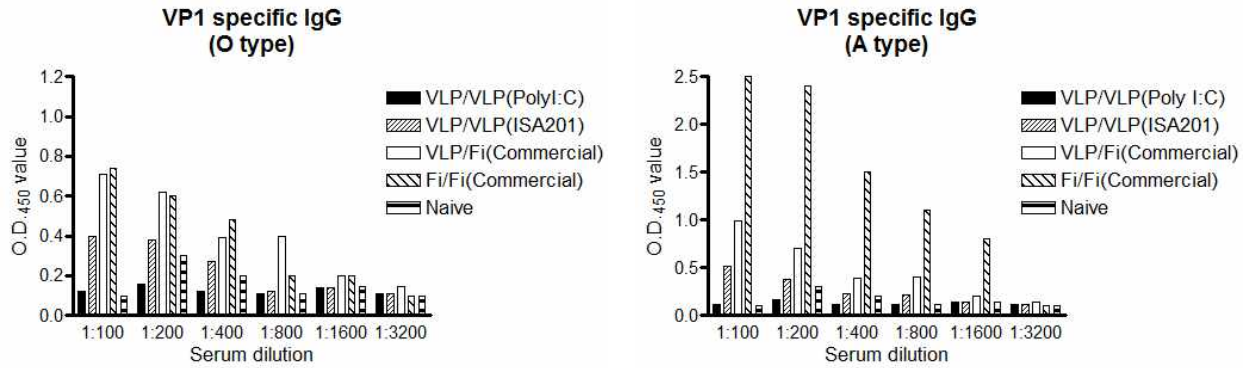 VP1 specific IgG
(O type)
1.2
1.0
0.8
0.6
0.4
0.2
0.0
O.D.450 value
1:100 1:200 1:400 1:800 1:1600 1:3200
Serum dilution
VLP/VLP(PolyI:C)
VLP/VLP(ISA201)
VLP/Fi(Commercial)
Fi/Fi(Commercial)
Naive
VP1 specific IgG
(A type)
2.5
2.0
1.5
1.0
0.5
0.0
O.D.450 value
1:100 1:200 1:400 1:800 1:1600 1:3200
Serum dilution
VLP/VLP(Poly I:C)
VLP/VLP(ISA201)
VLP/Fi(Commercial)
Fi/Fi(Commercial)
Naive